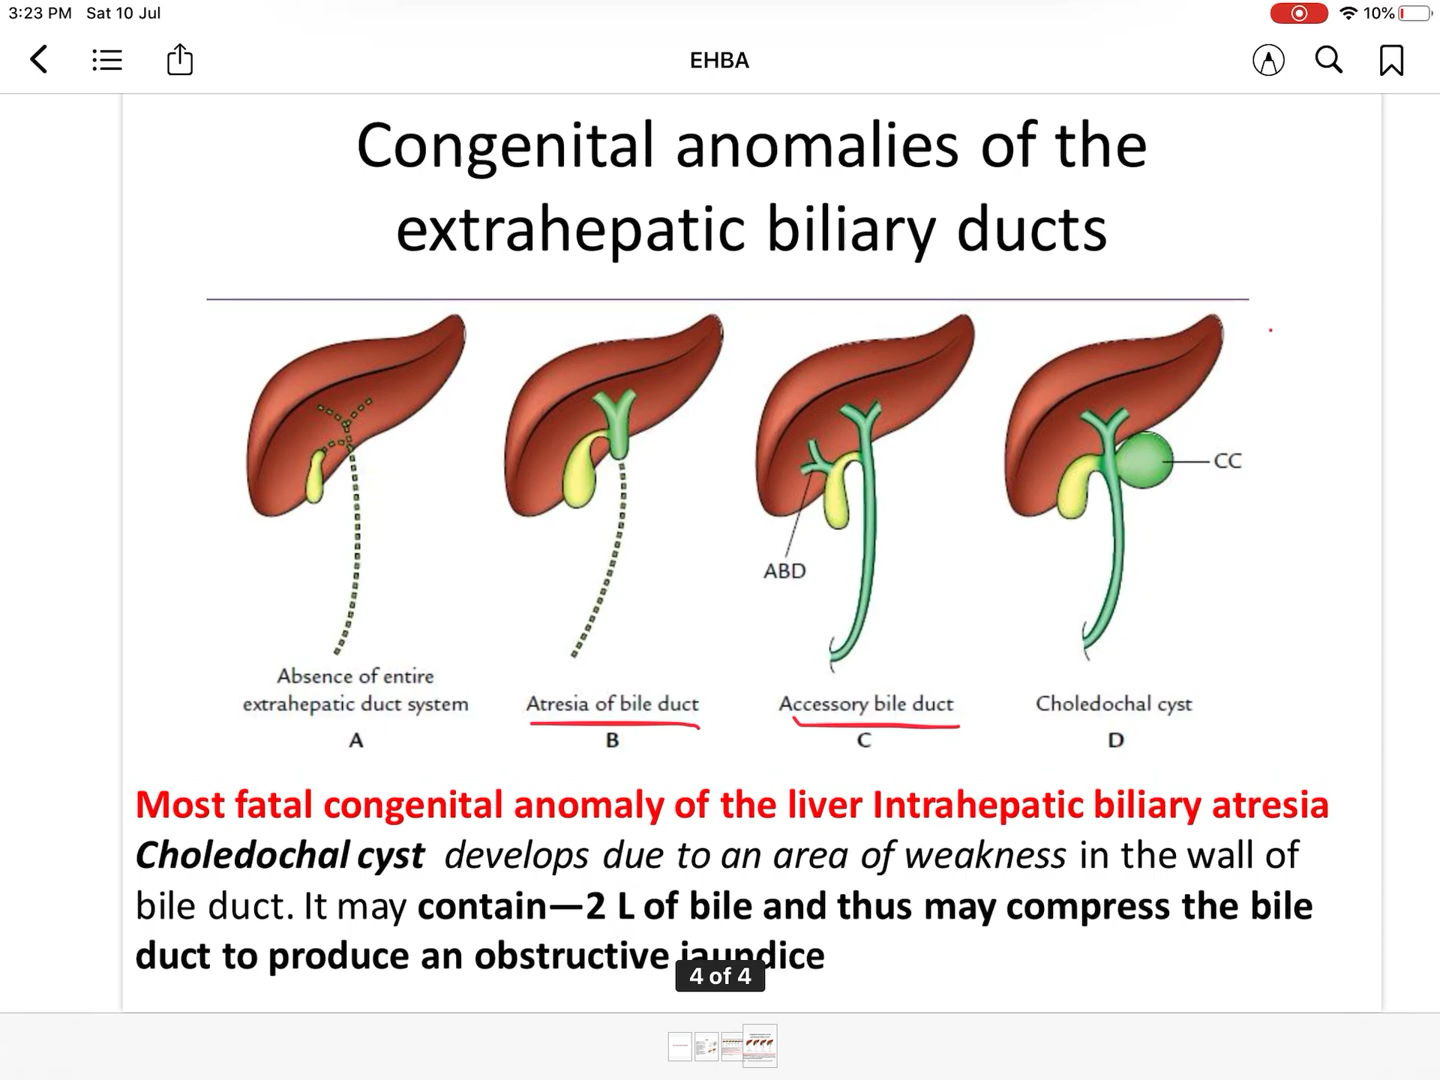 3:23 PM Sat 10 Jul
10%
EHBA
Congenital anomalies of the
extrahepatic biliary ducts
CC
ABD
Absence of entire
extrahepatic duct system
A
Atresia of bile duct
B
Accessory bile duct
C
Choledochal cyst
D
Most fatal congenital anomaly of the liver Intrahepatic biliary atresia
Choledochal cyst develops due to an area of weakness in the wall of
bile duct. It may contain—2 L of bile and thus may compress the bile
duct to produce an obstructive jaundice
4 of 4